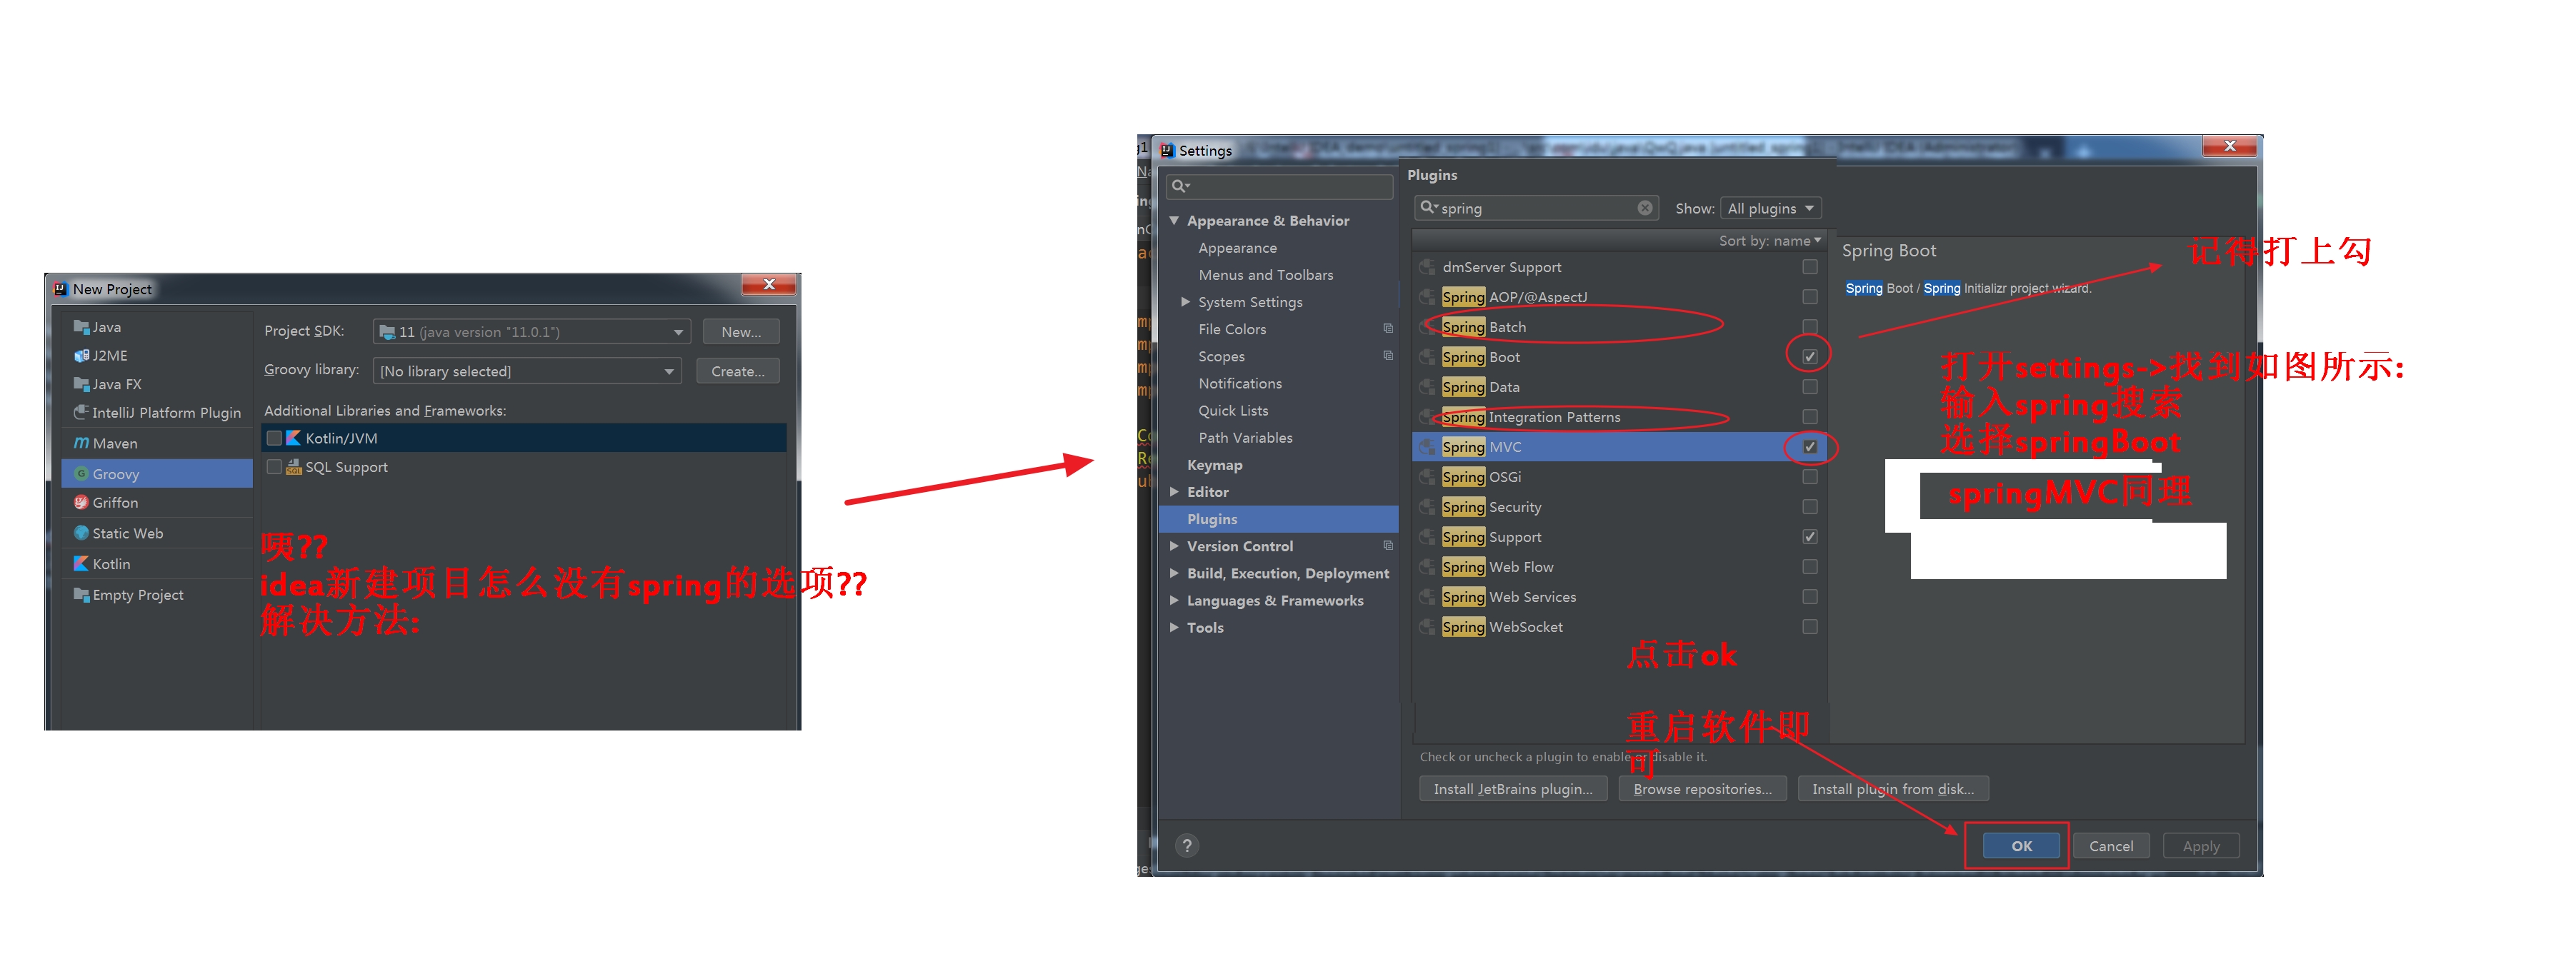 New Project
Java
J2ME
Java FX
IntelliJ Platform Plugin
Maven
Groovy
Griffon
Static Web
Kotlin
Empty Project
Project SDK:
11 (java version "11.0.1")
New...
Groovy library:
[No library selected]
Create...
Additional Libraries and Frameworks:
Kotlin/JVM
SQL Support
咦??
idea新建项目怎么没有spring的选项??
解决方法:
Settings
Appearance & Behavior
Appearance
Menus and Toolbars
System Settings
File Colors
Scopes
Notifications
Quick Lists
Path Variables
Keymap
Editor
Plugins
Version Control
Build, Execution, Deployment
Languages & Frameworks
Tools
Plugins
spring
Show: All plugins
Sort by: name
dmServer Support
Spring AOP/@AspectJ
Spring Batch
Spring Boot
Spring Data
Spring Integration Patterns
Spring MVC
Spring OSGi
Spring Security
Spring Support
Spring Web Flow
Spring Web Services
Spring WebSocket
点击ok
重启软件即
可
Check or uncheck a plugin to enable or disable it.
Install JetBrains plugin...
Browse repositories...
Install plugin from disk...
Spring Boot
Spring Boot / Spring Initializr project wizard.
记得打上勾
打开settings->找到如图所示:
输入spring搜索
选择springBoot
springMVC同理
?
OK
Cancel
Apply